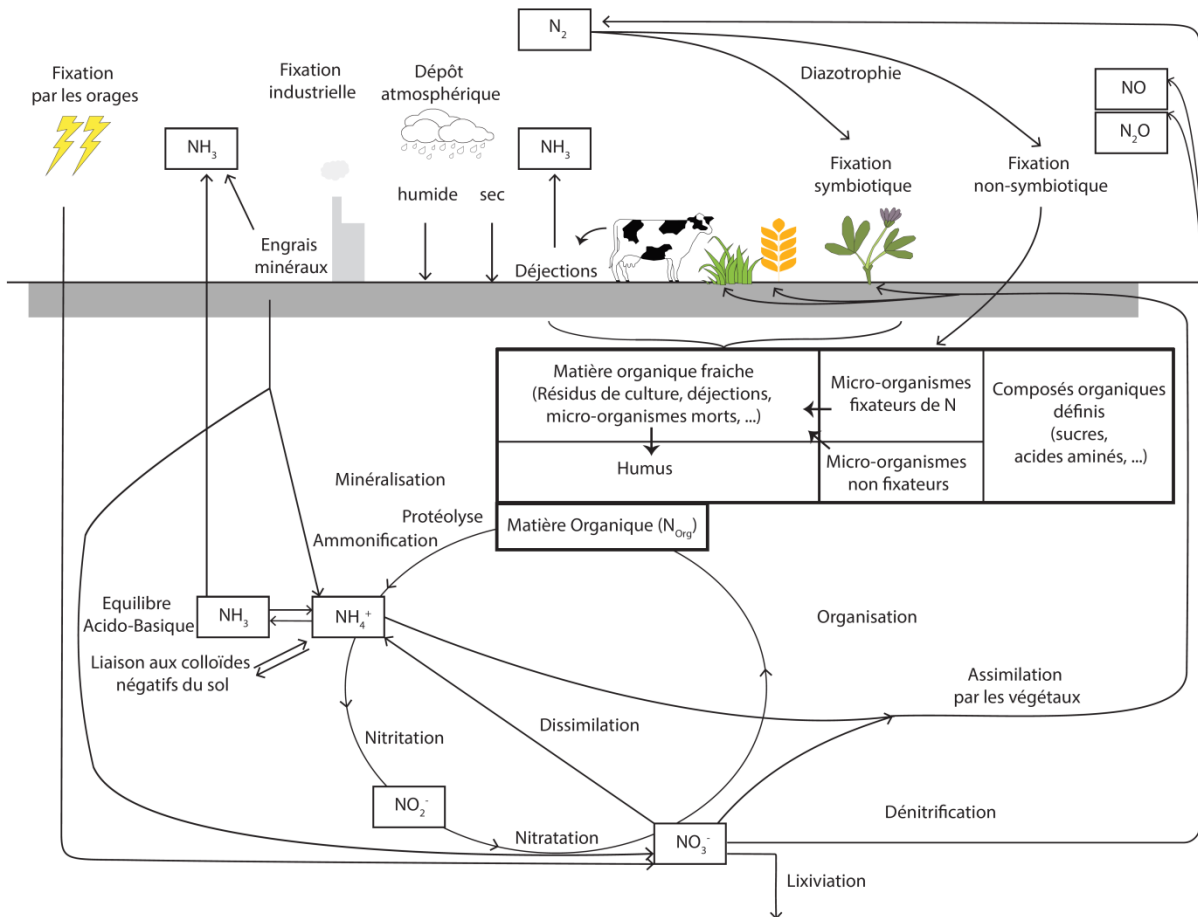 N₂
Fixation
par les orages
Fixation
industrielle
Dépôt
atmosphérique
Diazotrophie
NO
N₂O
NH₃
NH₃
Fixation
symbiotique
Fixation
non-symbiotique
humide
sec
Engrais
minéraux
Déjections
Matière organique fraiche
(Résidus de culture, déjections,
micro-organismes morts, ...)
Micro-organismes
fixateurs de N
Composés organiques
définis
(sucres,
acides aminés, ...)
Humus
Micro-organismes
non fixateurs
Minéralisation
Protéolyse
Matière Organique (N_Org)
Ammonification
Equilibre
Acido-Basique
NH₃
NH₄⁺
Organisation
Liaison aux colloïdes
négatifs du sol
Assimilation
par les végétaux
Nitritation
Dissimilation
NO₂⁻
Nitratation
NO₃⁻
Dénitrification
Lixiviation